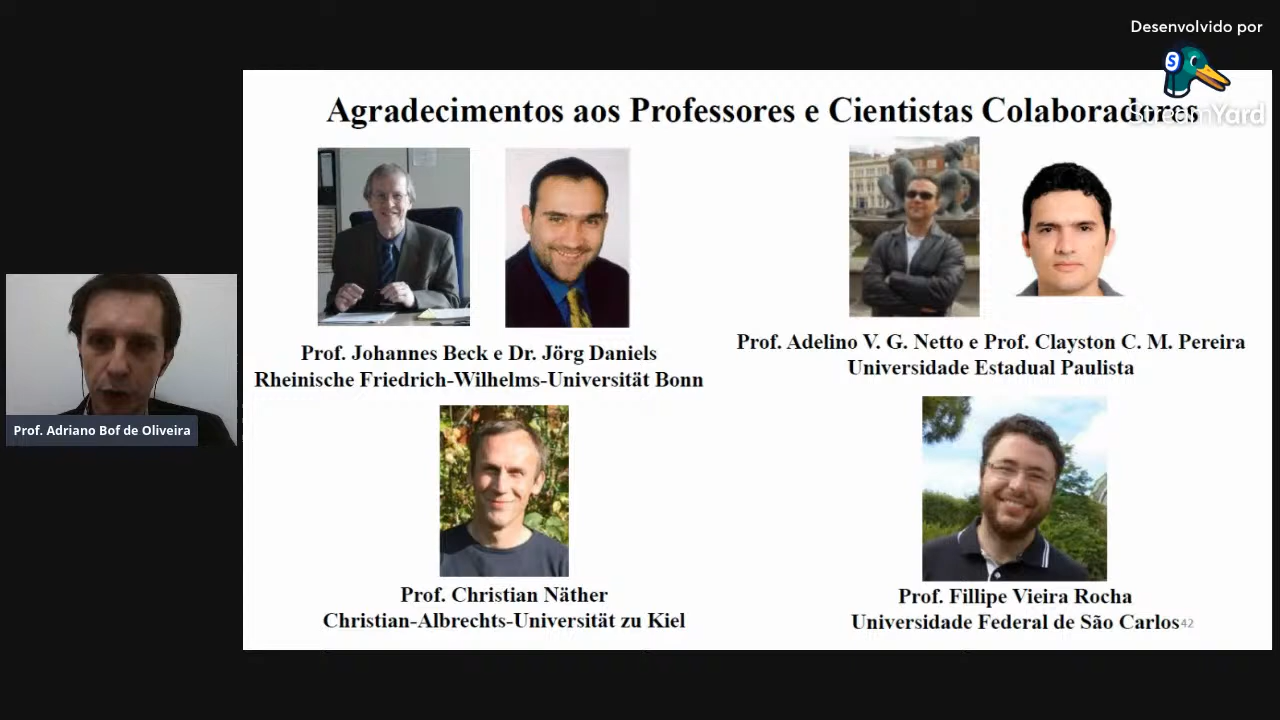 Desenvolvido por
StreamYard
Agradecimentos aos Professores e Cientistas Colaboradores
Prof. Johannes Beck e Dr. Jörg Daniels
Rheinische Friedrich-Wilhelms-Universität Bonn
Prof. Adelino V. G. Netto e Prof. Clayston C. M. Pereira
Universidade Estadual Paulista
Prof. Adriano Bof de Oliveira
Prof. Christian Näther
Christian-Albrechts-Universität zu Kiel
Prof. Fillipe Vieira Rocha
Universidade Federal de São Carlos
42